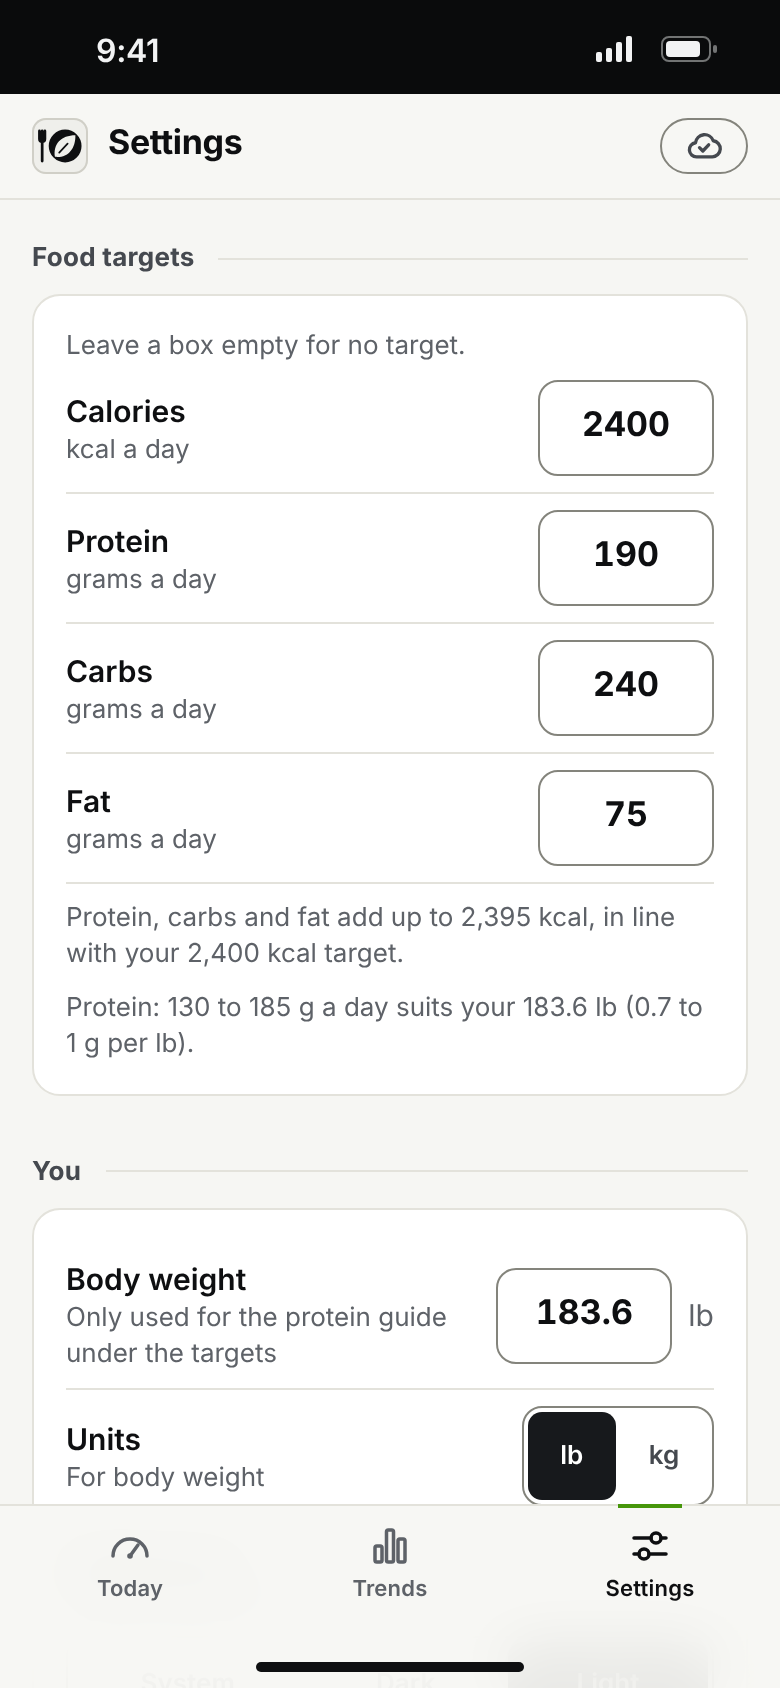 9:41
Settings
Food targets
Leave a box empty for no target.
Calories
kcal a day
2400
Protein
grams a day
190
Carbs
grams a day
240
Fat
grams a day
75
Protein, carbs and fat add up to 2,395 kcal, in line
with your 2,400 kcal target.
Protein: 130 to 185 g a day suits your 183.6 lb (0.7 to
1 g per lb).
You
Body weight
Only used for the protein guide
under the targets
183.6 lb
Units
For body weight
lb kg
Today Trends Settings
System Dark Light